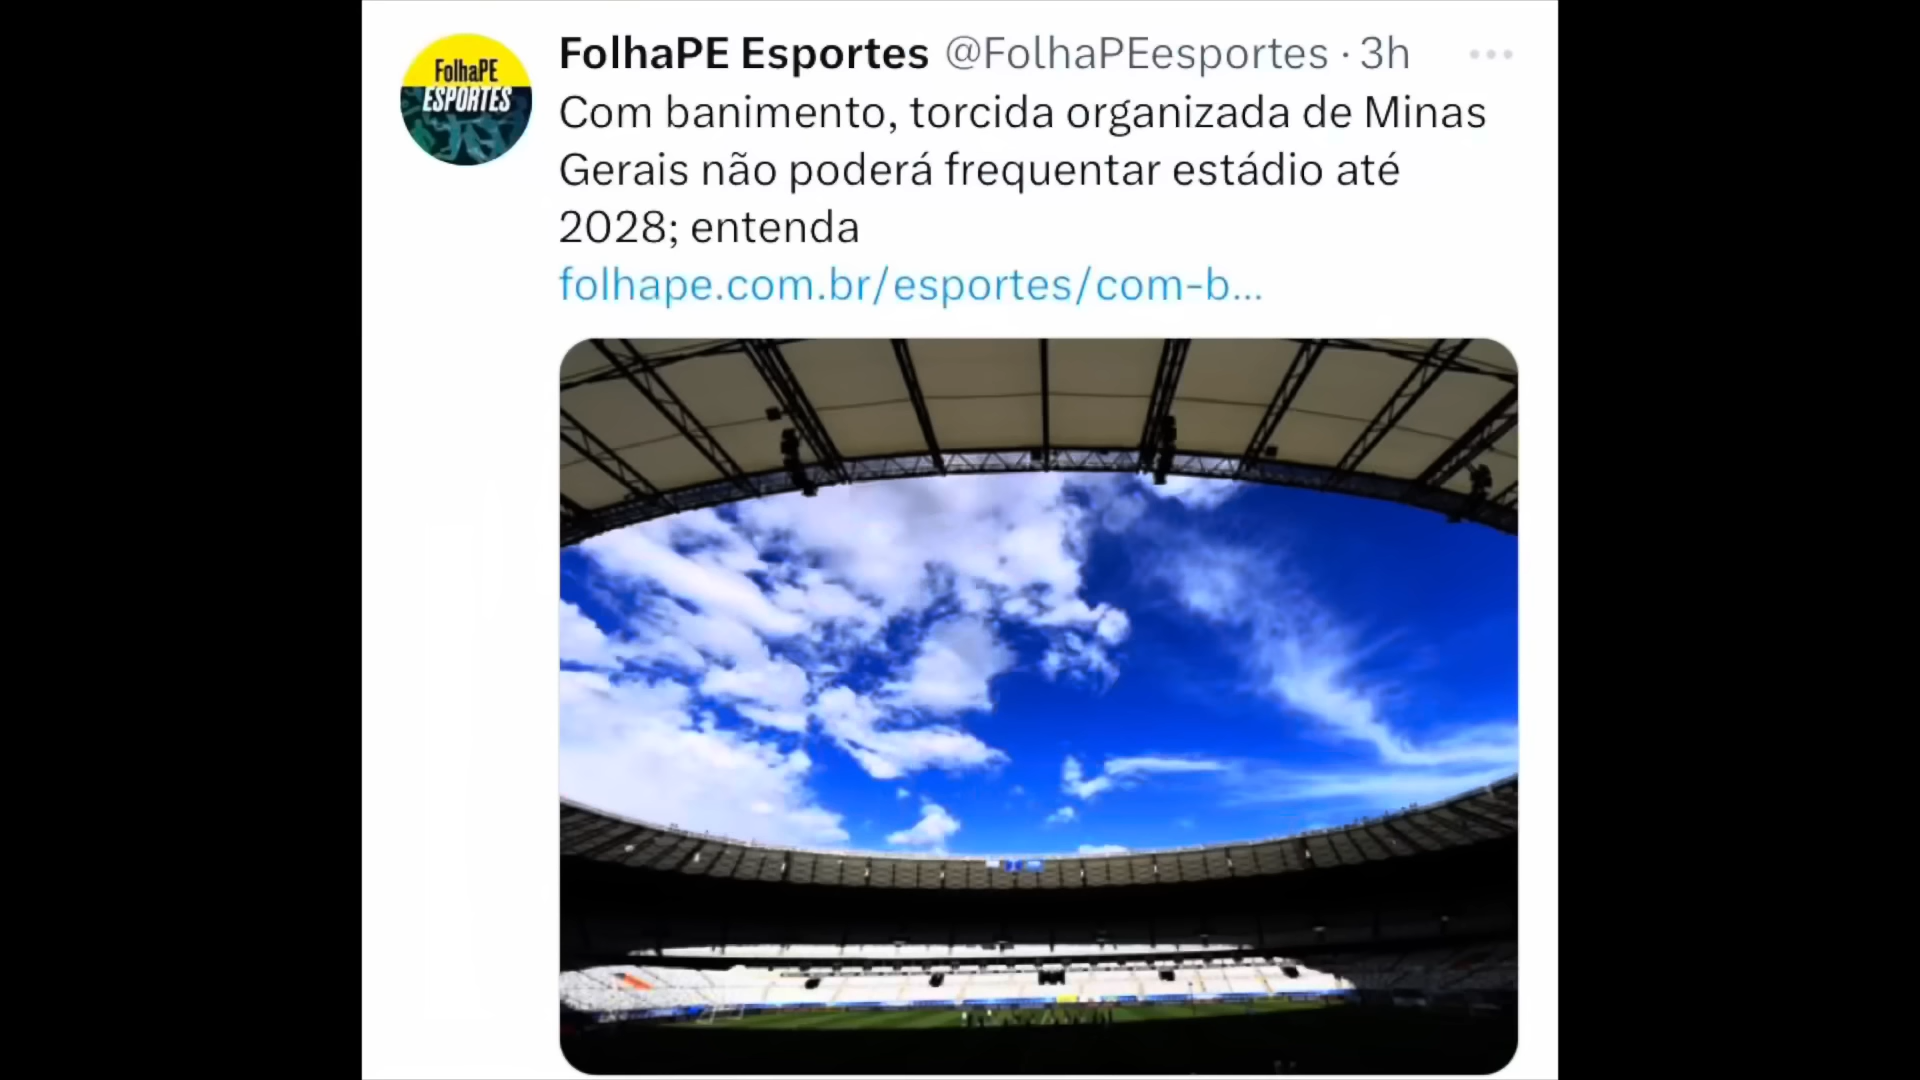 FolhaPE
ESPORTES
FolhaPE Esportes @FolhaPEesportes · 3h
Com banimento, torcida organizada de Minas
Gerais não poderá frequentar estádio até
2028; entenda
folhape.com.br/esportes/com-b...